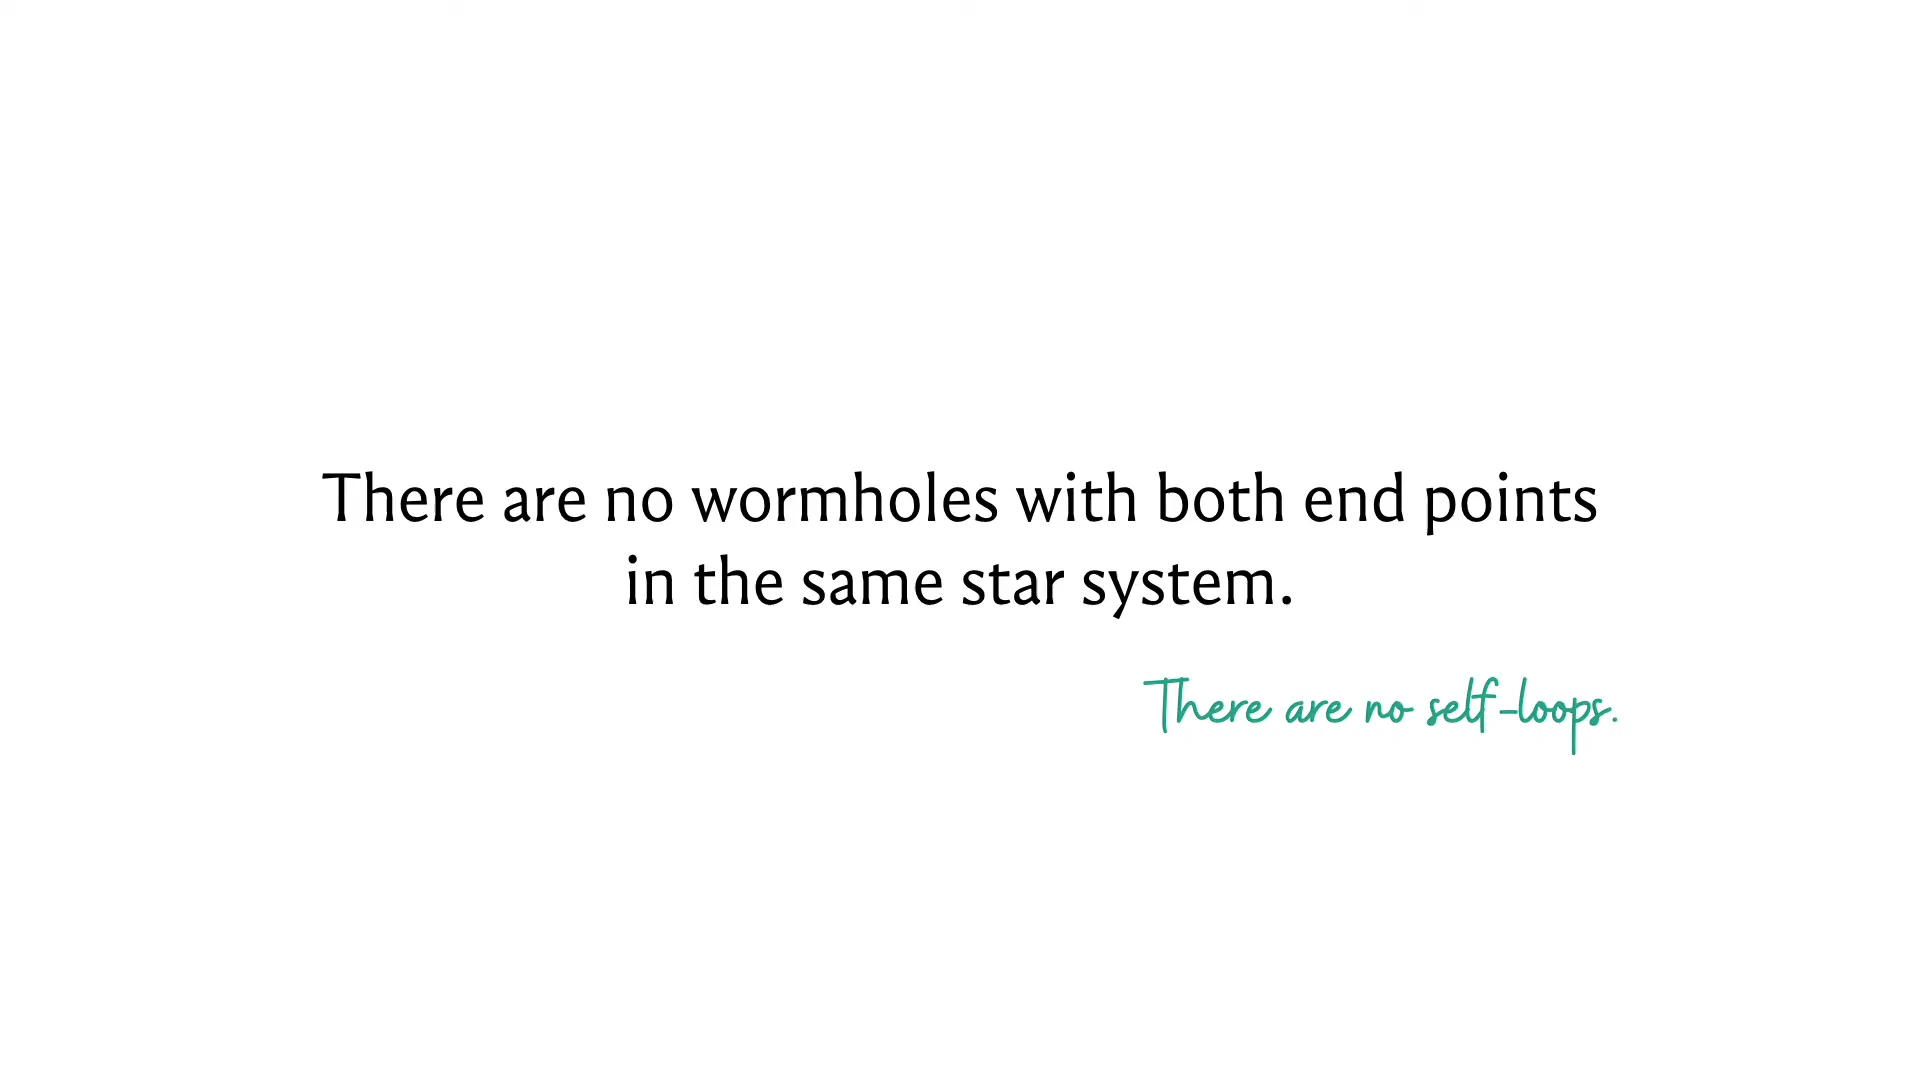 There are no wormholes with both end points
in the same star system.
There are no self-loops.